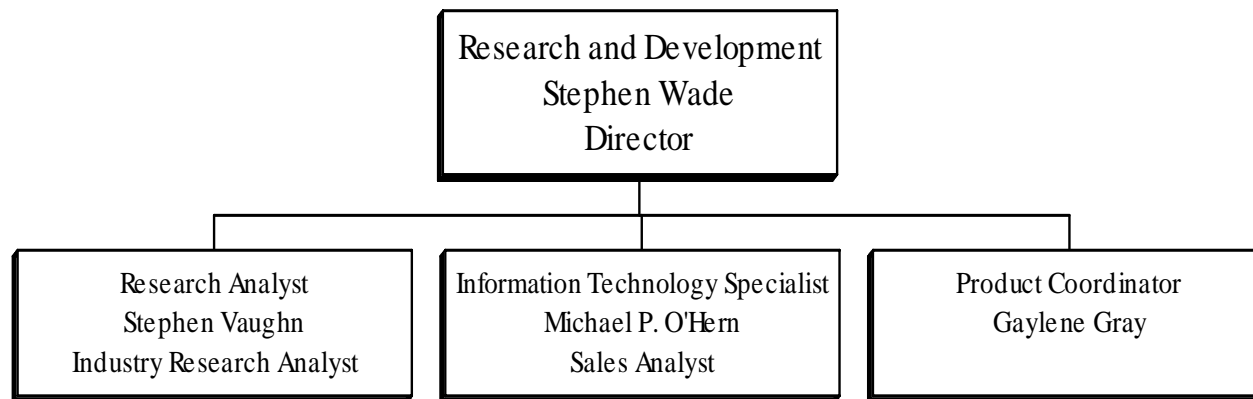 Research and Development
Stephen Wade
Director
Research Analyst
Stephen Vaughn
Industry Research Analyst
Information Technology Specialist
Michael P. O'Hern
Sales Analyst
Product Coordinator
Gaylene Gray